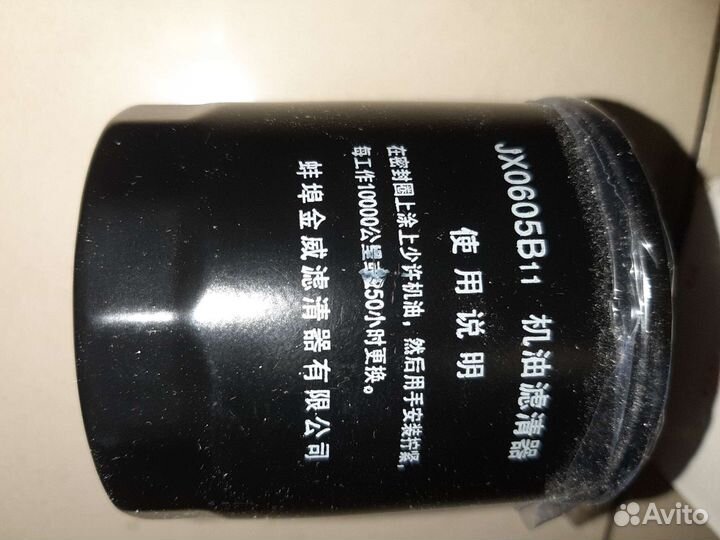 JX0605B11 机油滤清器
使用说明
在密封圈上涂上少许机油，然后用手安装拧紧，
每工作10000公里或250小时更换。
蚌埠金威滤清器有限公司
Avito